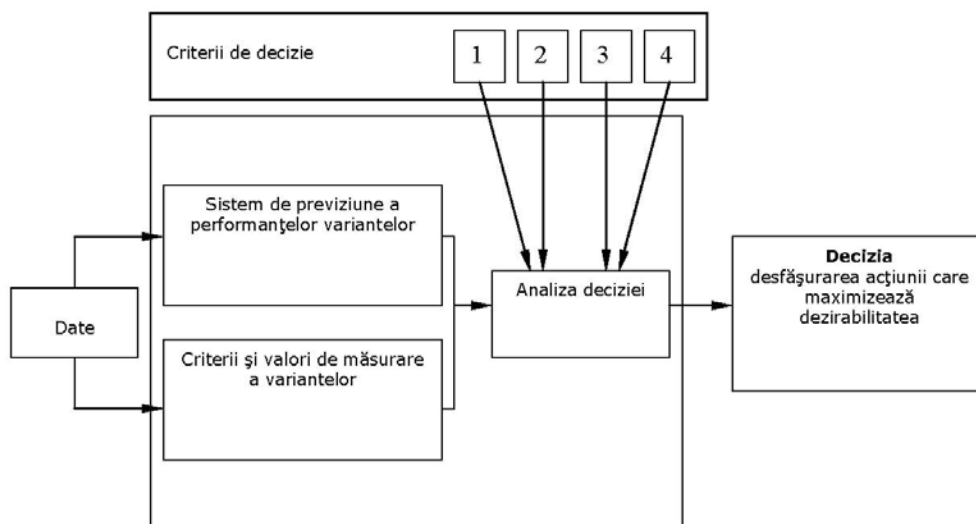 Criterii de decizie
1 2 3 4
Sistem de previziune a
performanţelor variantelor
Date
Criterii şi valori de măsurare
a variantelor
Analiza deciziei
Decizia
desfăşurarea acţiunii care
maximizează
dezirabilitatea